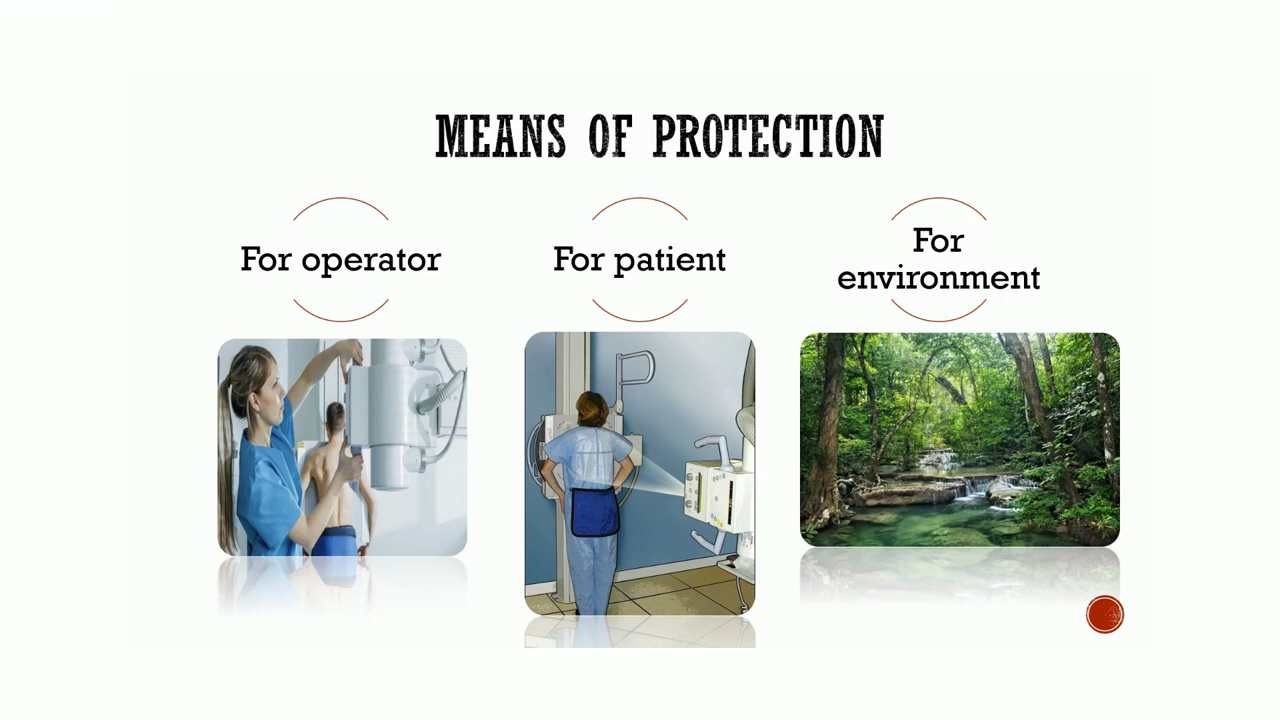 MEANS OF PROTECTION
For operator
For patient
For
environment